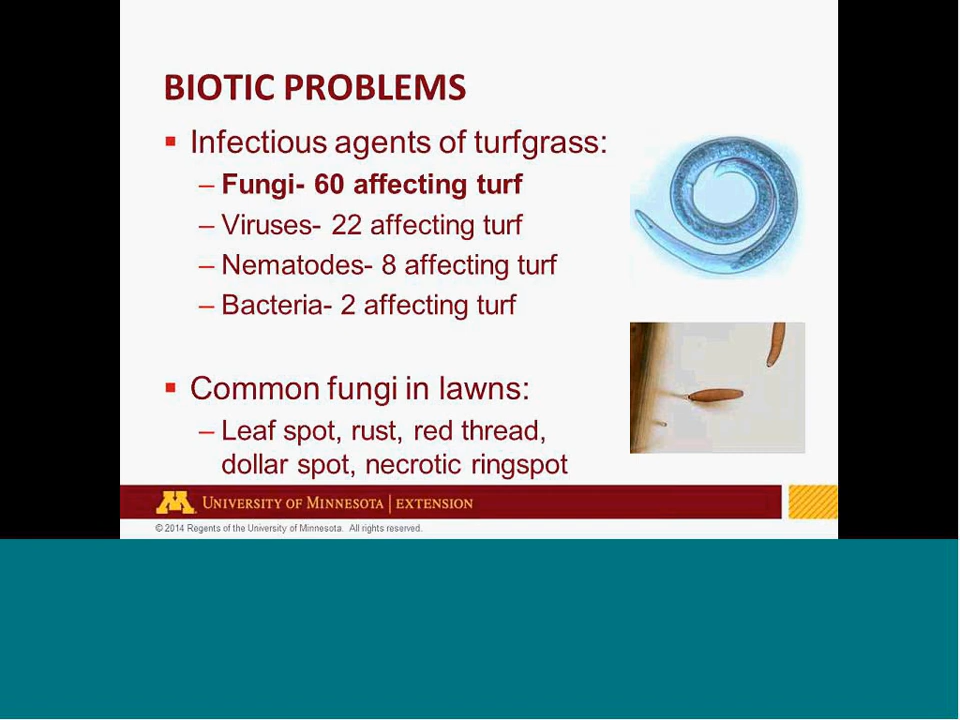 BIOTIC PROBLEMS
▪ Infectious agents of turfgrass:
– Fungi- 60 affecting turf
– Viruses- 22 affecting turf
– Nematodes- 8 affecting turf
– Bacteria- 2 affecting turf
▪ Common fungi in lawns:
– Leaf spot, rust, red thread,
dollar spot, necrotic ringspot
M UNIVERSITY OF MINNESOTA | EXTENSION
© 2014 Regents of the University of Minnesota. All rights reserved.